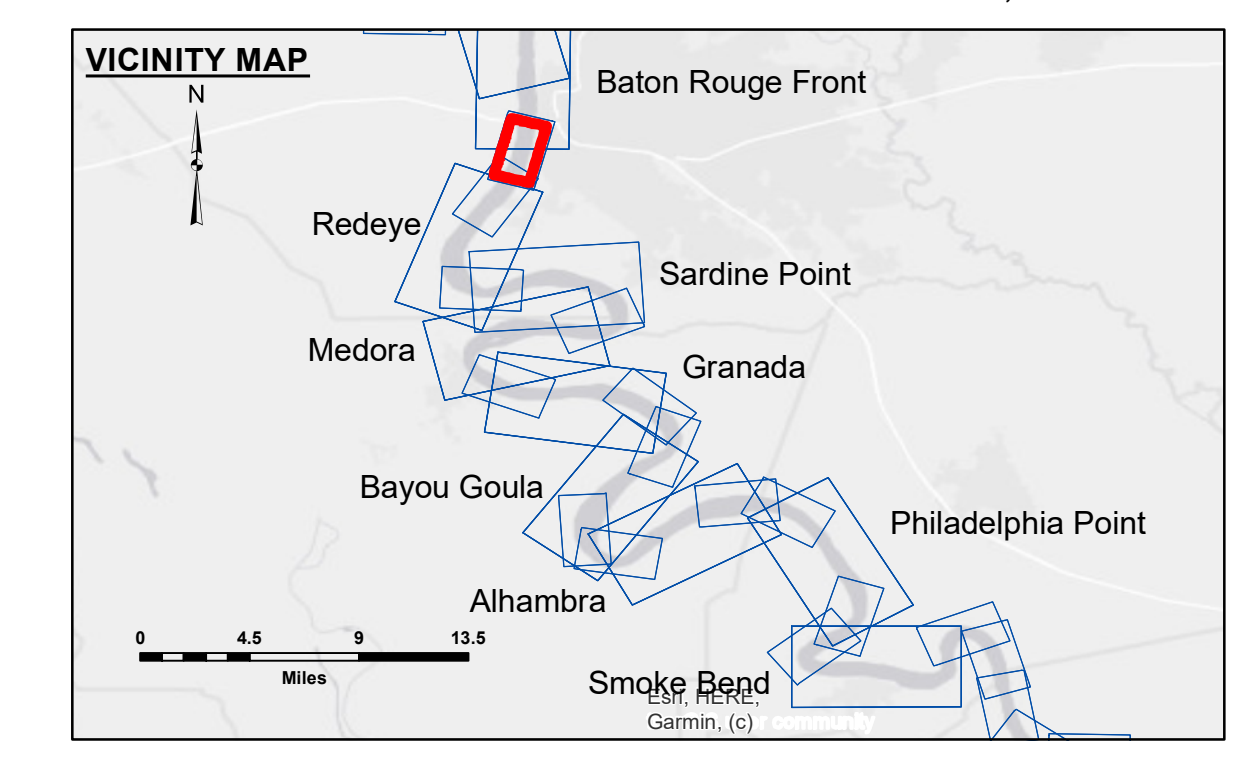 VICINITY MAP
N
Baton Rouge Front
Redeye
Sardine Point
Medora
Granada
Bayou Goula
Philadelphia Point
Alhambra
0 4.5 9 13.5
Miles
Smoke Bend
Esri, HERE,
Garmin, (c) r community